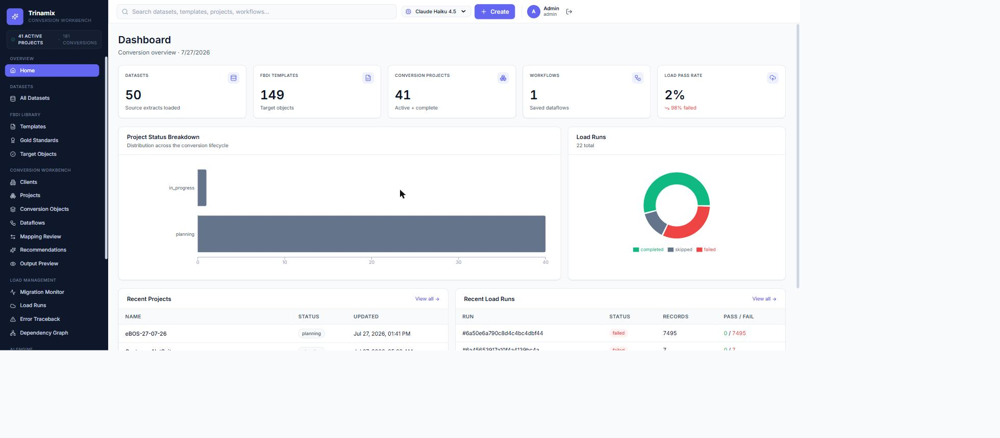 Trinamix
CONVERSION WORKBENCH
41 ACTIVE PROJECTS · 181 CONVERSIONS
OVERVIEW
Home
DATASETS
All Datasets
FBDI LIBRARY
Templates
Gold Standards
Target Objects
CONVERSION WORKBENCH
Clients
Projects
Conversion Objects
Dataflows
Mapping Review
Recommendations
Output Preview
LOAD MANAGEMENT
Migration Monitor
Load Runs
Error Traceback
Dependency Graph
AI ENGINE
Search datasets, templates, projects, workflows...
Claude Haiku 4.5
Create
A
Admin
admin
Dashboard
Conversion overview · 7/27/2026
DATASETS
50
Source extracts loaded
FBDI TEMPLATES
149
Target objects
CONVERSION PROJECTS
41
Active + complete
WORKFLOWS
1
Saved dataflows
LOAD PASS RATE
2%
98% failed
Project Status Breakdown
Distribution across the conversion lifecycle
in_progress
planning
0 10 20 30 40
Load Runs
22 total
completed skipped failed
Recent Projects View all →
NAME STATUS UPDATED
eBOS-27-07-26 planning Jul 27, 2026, 01:41 PM
Recent Load Runs View all →
RUN STATUS RECORDS PASS / FAIL
#6a50e6a790c8d4c4bc4dbf44 failed 7495 0 / 7495
failed 7 0 / 7